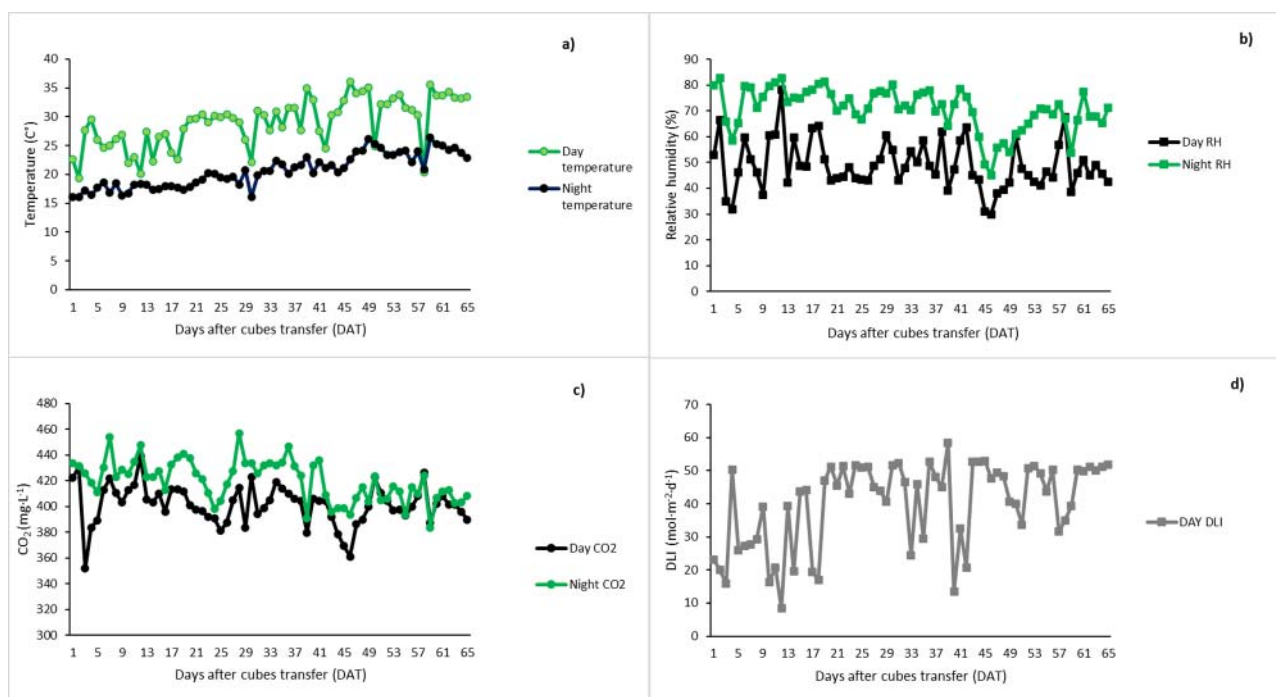 a)
40
35
30
25
20
15
10
5
0
Temperature (C°)
1 5 9 13 17 21 25 29 33 37 41 45 49 53 57 61 65
Days after cubes transfer (DAT)
Day
temperature
Night
temperature
b)
90
80
70
60
50
40
30
20
10
0
Relative humidity (%)
1 5 9 13 17 21 25 29 33 37 41 45 49 53 57 61 65
Days after cubes transfer (DAT)
Day RH
Night RH
c)
480
460
440
420
400
380
360
340
320
300
CO₂(mg·L⁻¹)
1 5 9 13 17 21 25 29 33 37 41 45 49 53 57 61 65
Days after cubes transfer (DAT)
Day CO2
Night CO2
d)
70
60
50
40
30
20
10
0
DLI (mol·m⁻²·d⁻¹)
1 5 9 13 17 21 25 29 33 37 41 45 49 53 57 61 65
Days after cubes transfer (DAT)
DAY DLI